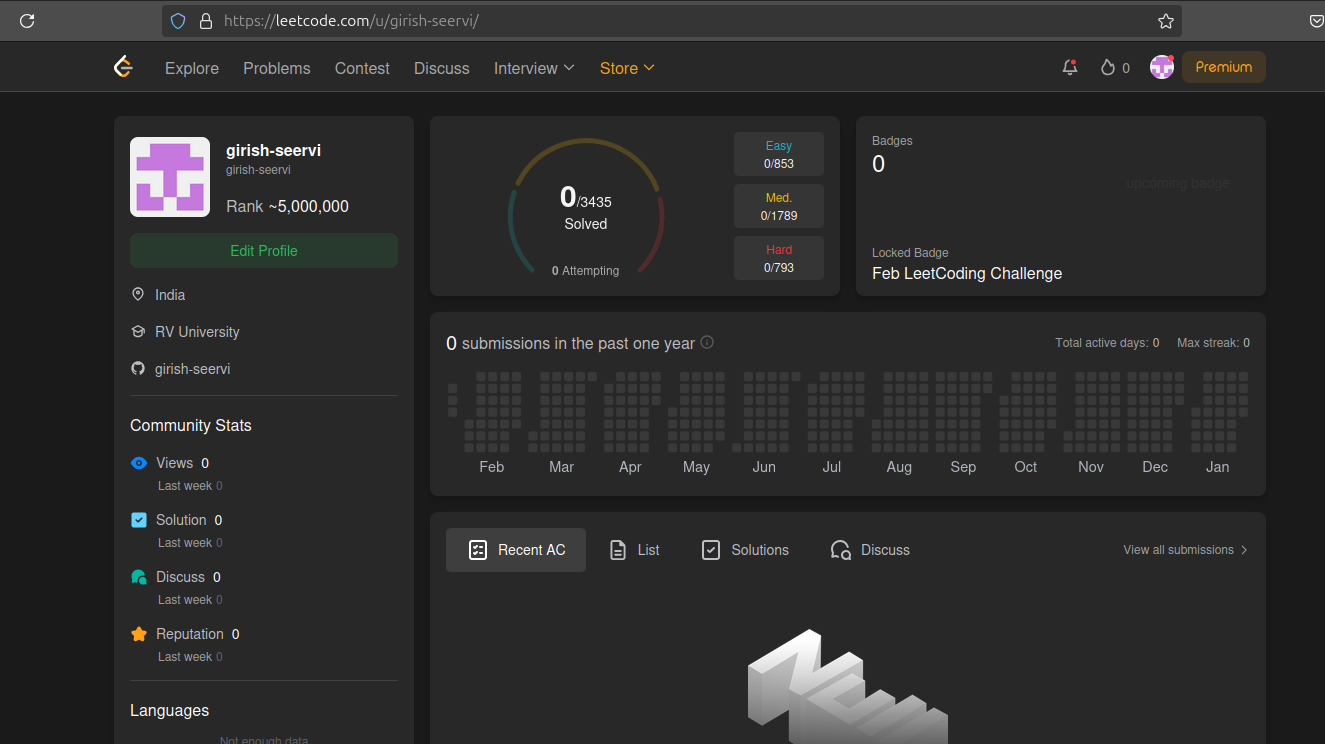 https://leetcode.com/u/girish-seervi/
Explore Problems Contest Discuss Interview Store 0 Premium
girish-seervi
girish-seervi
Rank ~5,000,000
Edit Profile
India
RV University
girish-seervi
Community Stats
Views 0
Last week 0
Solution 0
Last week 0
Discuss 0
Last week 0
Reputation 0
Last week 0
Languages
Not enough data
0/3435
Solved
0 Attempting
Easy
0/853
Med.
0/1789
Hard
0/793
Badges
0
upcoming badge
Locked Badge
Feb LeetCoding Challenge
0 submissions in the past one year
Total active days: 0 Max streak: 0
Feb Mar Apr May Jun Jul Aug Sep Oct Nov Dec Jan
Recent AC List Solutions Discuss View all submissions